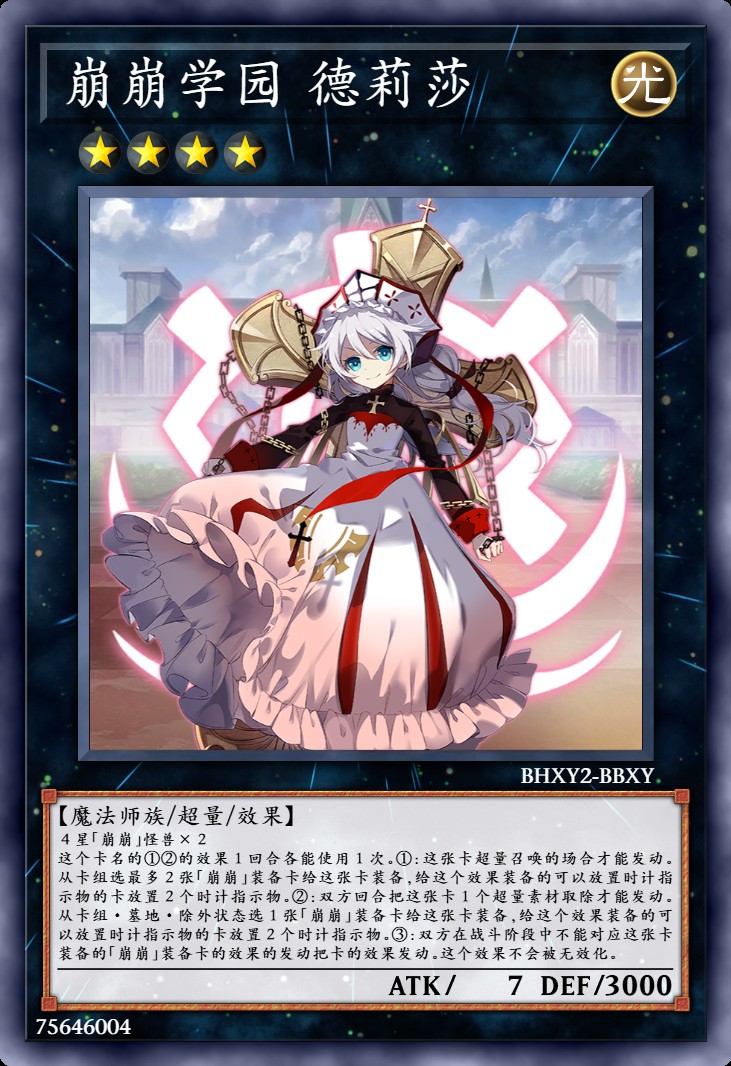 崩崩学园 德莉莎
光
BHXY2-BBXY
【魔法师族/超量/效果】
4星「崩崩」怪兽×2
这个卡名的①②的效果1回合各能使用1次。①:这张卡超量召唤的场合才能发动。
从卡组选最多2张「崩崩」装备卡给这张卡装备,给这个效果装备的可以放置时计指
示物的卡放置2个时计指示物。②:双方回合把这张卡1个超量素材取除才能发动。
从卡组·墓地·除外状态选1张「崩崩」装备卡给这张卡装备,给这个效果装备的可
以放置时计指示物的卡放置2个时计指示物。③:双方在战斗阶段中不能对应这张卡
装备的「崩崩」装备卡的效果的发动把卡的效果发动。这个效果不会被无效化。
ATK/ 7 DEF/3000
75646004